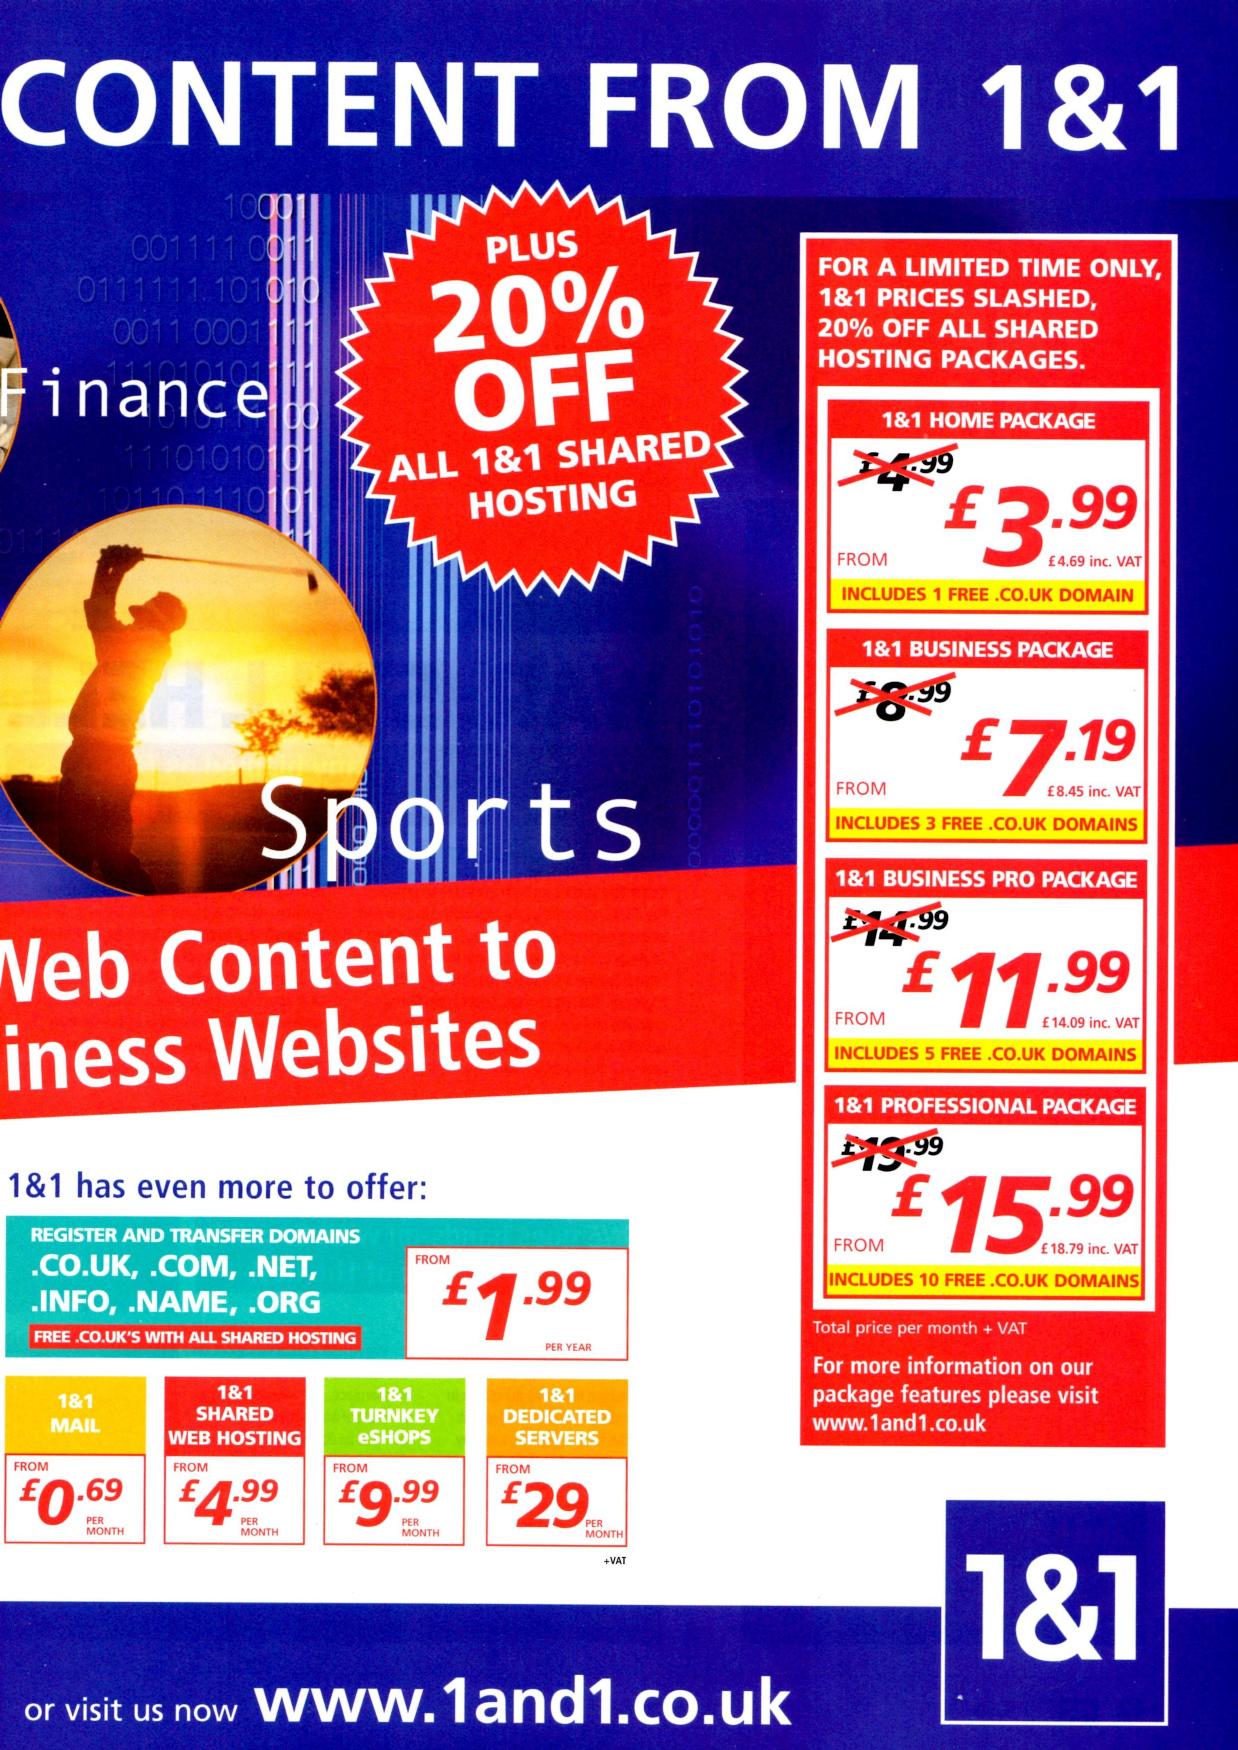 CONTENT FROM 1&1
10001
001111 0011
0111111.101010
0011 0001111
Finance
11101010101
PLUS
20%
OFF
ALL 1&1 SHARED
HOSTING
Sports
Web Content to
iness Websites
FOR A LIMITED TIME ONLY,
1&1 PRICES SLASHED,
20% OFF ALL SHARED
HOSTING PACKAGES.
1&1 HOME PACKAGE
£4.99
£3.99
FROM
£4.69 inc. VAT
INCLUDES 1 FREE .CO.UK DOMAIN
1&1 BUSINESS PACKAGE
£8.99
£7.19
FROM
£8.45 inc. VAT
INCLUDES 3 FREE .CO.UK DOMAINS
1&1 BUSINESS PRO PACKAGE
£14.99
£11.99
FROM
£14.09 inc. VAT
INCLUDES 5 FREE .CO.UK DOMAINS
1&1 PROFESSIONAL PACKAGE
£19.99
£15.99
FROM
£18.79 inc. VAT
INCLUDES 10 FREE .CO.UK DOMAINS
Total price per month + VAT
For more information on our
package features please visit
www.1and1.co.uk
1&1 has even more to offer:
REGISTER AND TRANSFER DOMAINS
.CO.UK, .COM, .NET,
.INFO, .NAME, .ORG
FREE .CO.UK'S WITH ALL SHARED HOSTING
FROM
£1.99
PER YEAR
1&1
MAIL
FROM
£0.69
PER
MONTH
1&1
SHARED
WEB HOSTING
FROM
£4.99
PER
MONTH
1&1
TURNKEY
eSHOPS
FROM
£9.99
PER
MONTH
1&1
DEDICATED
SERVERS
FROM
£29
PER
MONTH
+VAT
1&1
or visit us now www.1and1.co.uk